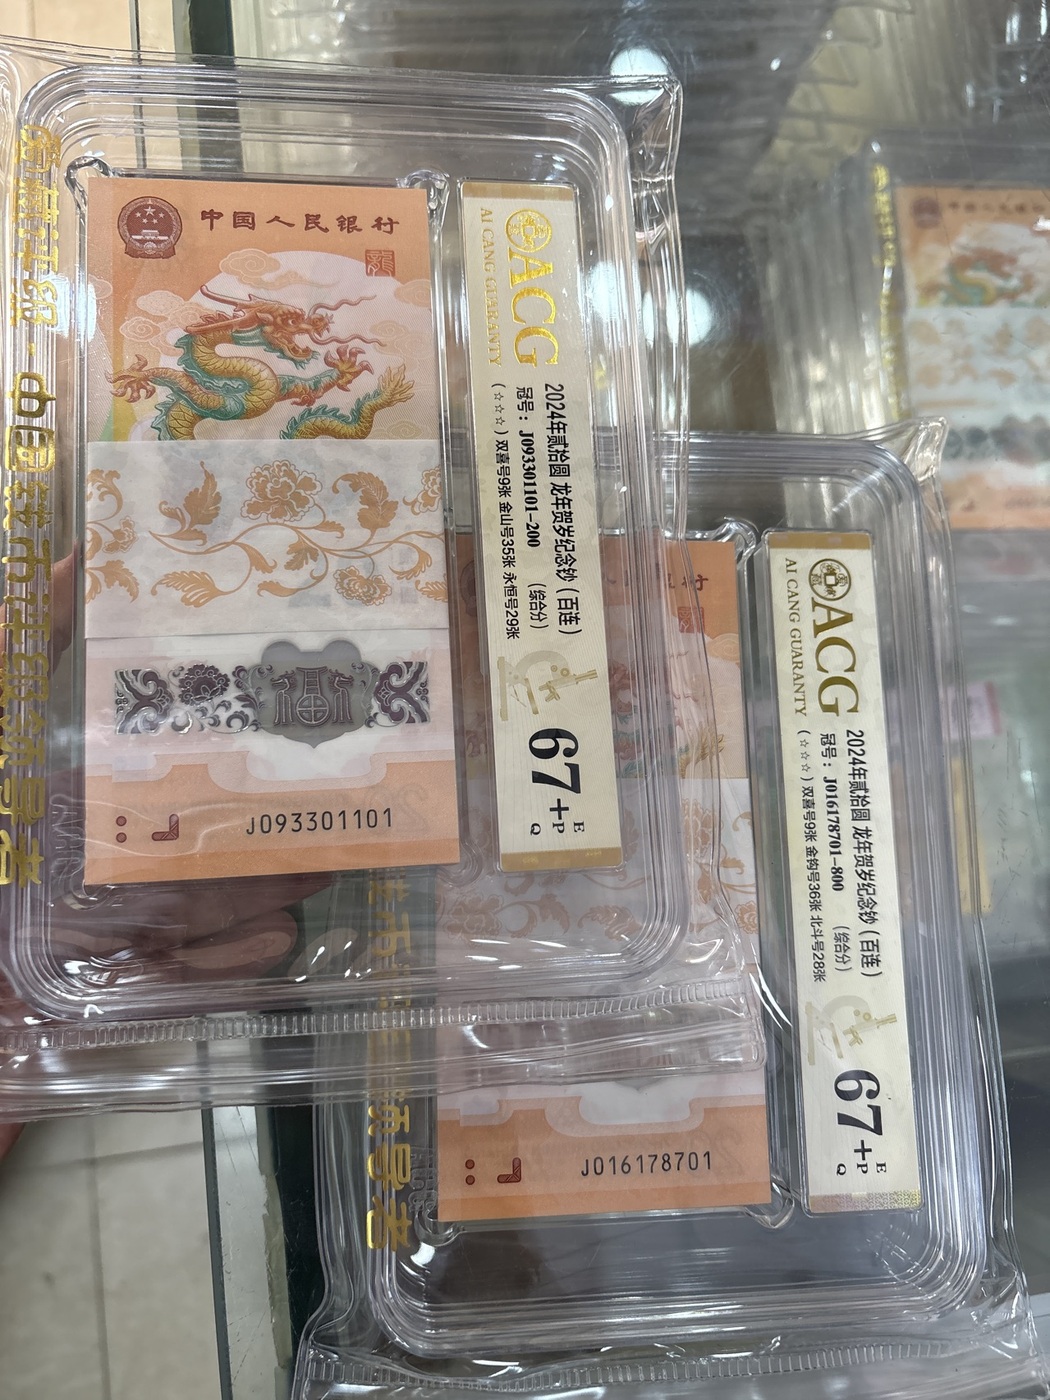 中国人民银行
J093301101
ACG
AI CANG GUARANTY
2024年贰拾圆 龙年贺岁纪念钞（百连）
冠号：J093301101-200 （综合分）
（☆☆☆）双喜号9张 金山号35张 永恒号29张
67+
E
P
Q
J016178701
ACG
AI CANG GUARANTY
2024年贰拾圆 龙年贺岁纪念钞（百连）
冠号：J016178701-800 （综合分）
（☆☆☆）双喜号9张 金钩号36张 北斗号28张
67+
E
P
Q